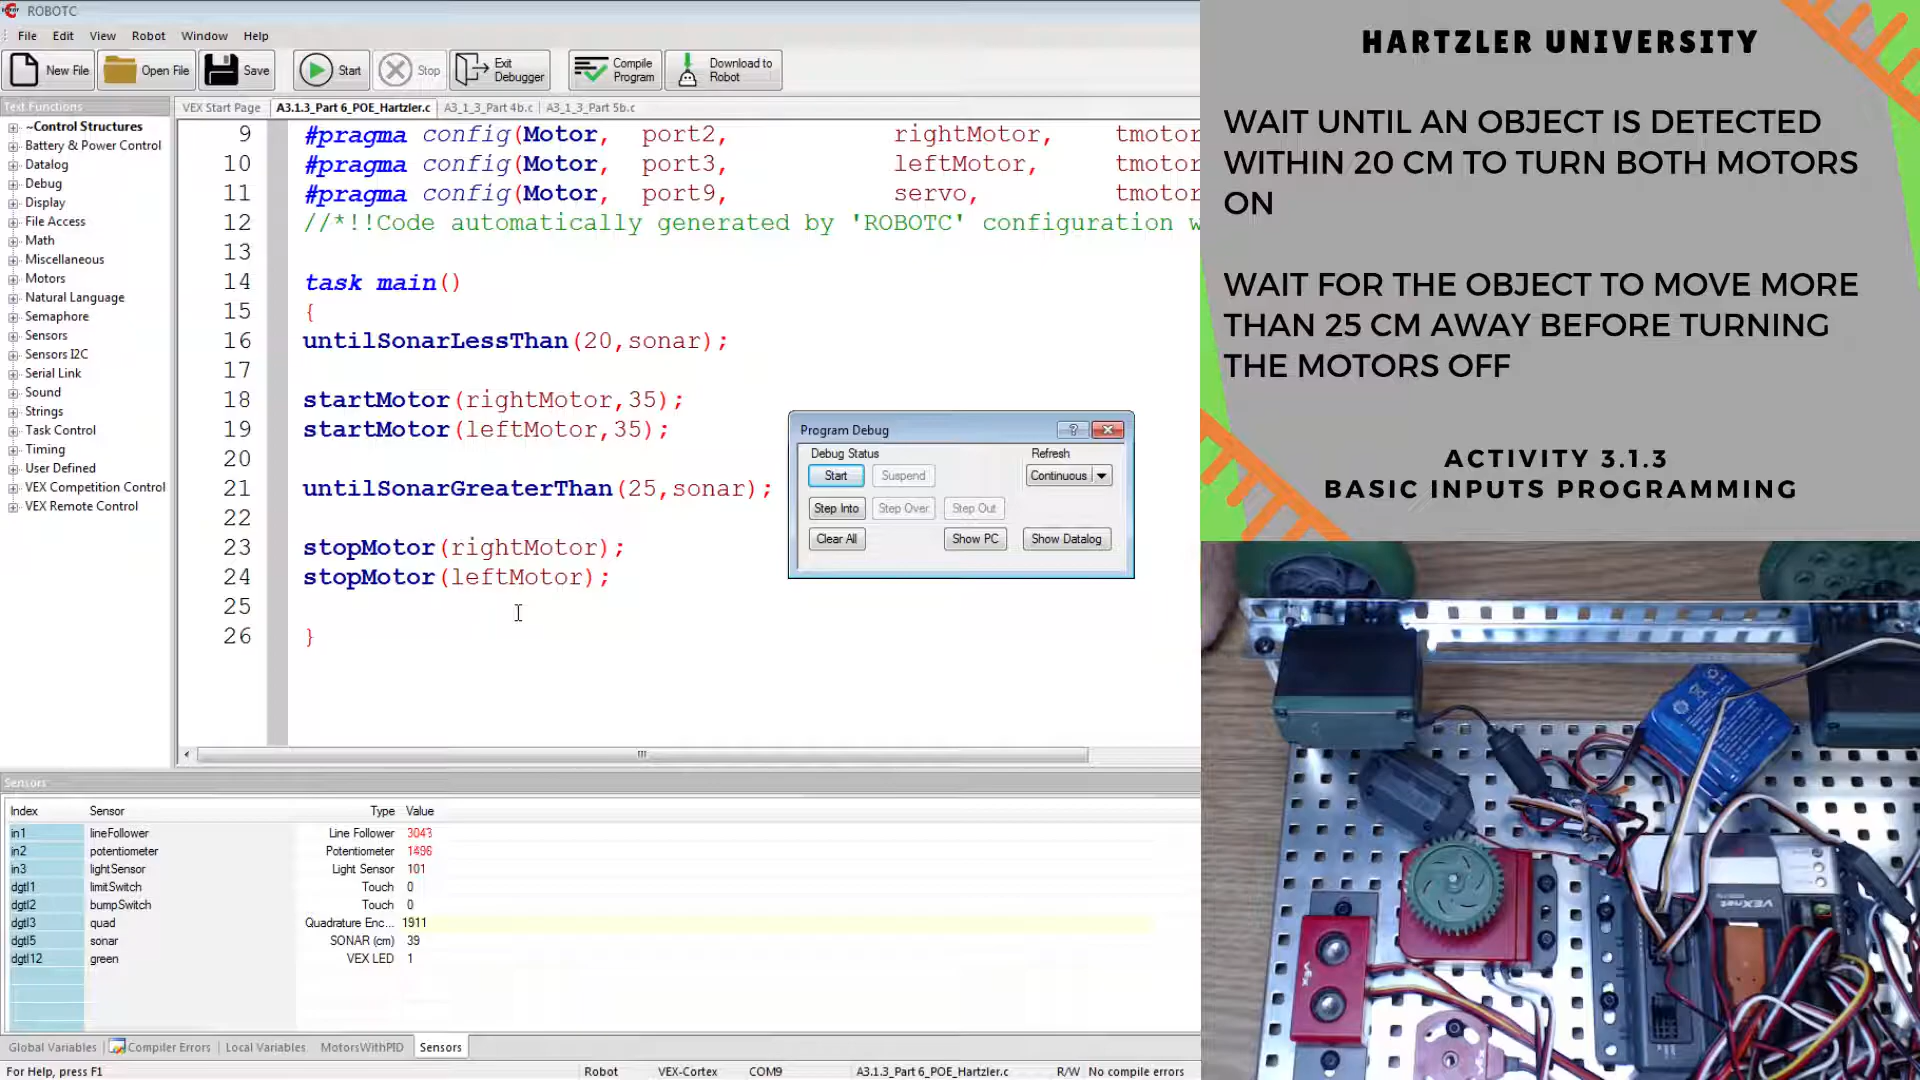 ROBOTC
File Edit View Robot Window Help
New File Open File Save Start Stop Exit Debugger Compile Program Download to Robot
Text Functions
VEX Start Page A3.1.3_Part 6_POE_Hartzler.c A3_1_3_Part 4b.c A3_1_3_Part 5b.c
~Control Structures
Battery & Power Control
Datalog
Debug
Display
File Access
Math
Miscellaneous
Motors
Natural Language
Semaphore
Sensors
Sensors I2C
Serial Link
Sound
Strings
Task Control
Timing
User Defined
VEX Competition Control
VEX Remote Control
9 #pragma config(Motor, port2, rightMotor, tmotor
10 #pragma config(Motor, port3, leftMotor, tmotor
11 #pragma config(Motor, port9, servo, tmotor
12 //*!!Code automatically generated by 'ROBOTC' configuration w
13
14 task main()
15 {
16 untilSonarLessThan(20,sonar);
17
18 startMotor(rightMotor,35);
19 startMotor(leftMotor,35);
20
21 untilSonarGreaterThan(25,sonar);
22
23 stopMotor(rightMotor);
24 stopMotor(leftMotor);
25
26 }
Program Debug
Debug Status Refresh
Start Suspend Continuous
Step Into Step Over Step Out
Clear All Show PC Show Datalog
Sensors
Index Sensor Type Value
in1 lineFollower Line Follower 3043
in2 potentiometer Potentiometer 1496
in3 lightSensor Light Sensor 101
dgtl1 limitSwitch Touch 0
dgtl2 bumpSwitch Touch 0
dgtl3 quad Quadrature Enc... 1911
dgtl5 sonar SONAR (cm) 39
dgtl12 green VEX LED 1
Global Variables Compiler Errors Local Variables MotorsWithPID Sensors
For Help, press F1 Robot VEX-Cortex COM9 A3.1.3_Part 6_POE_Hartzler.c R/W No compile errors
HARTZLER UNIVERSITY
WAIT UNTIL AN OBJECT IS DETECTED
WITHIN 20 CM TO TURN BOTH MOTORS
ON
WAIT FOR THE OBJECT TO MOVE MORE
THAN 25 CM AWAY BEFORE TURNING
THE MOTORS OFF
ACTIVITY 3.1.3
BASIC INPUTS PROGRAMMING
VEX
VEXnet